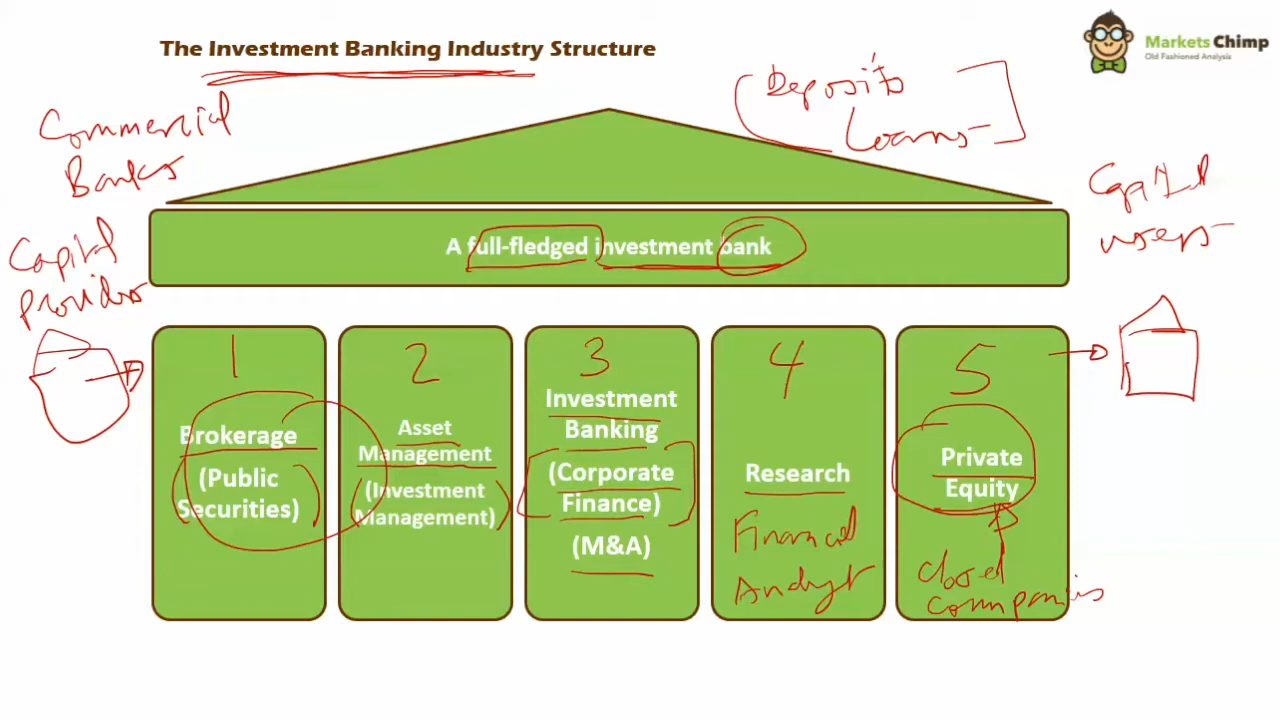 The Investment Banking Industry Structure
Markets Chimp
Old Fashioned Analysis
Deposits
Loans
Commercial
Banks
Capital
users
A full-fledged investment bank
Capital
Providers
1
2
3
4
5
Brokerage
(Public
Securities)
Asset
Management
(Investment
Management)
Investment
Banking
(Corporate
Finance)
(M&A)
Research
Financial
Analyst
Private
Equity
closed
companies